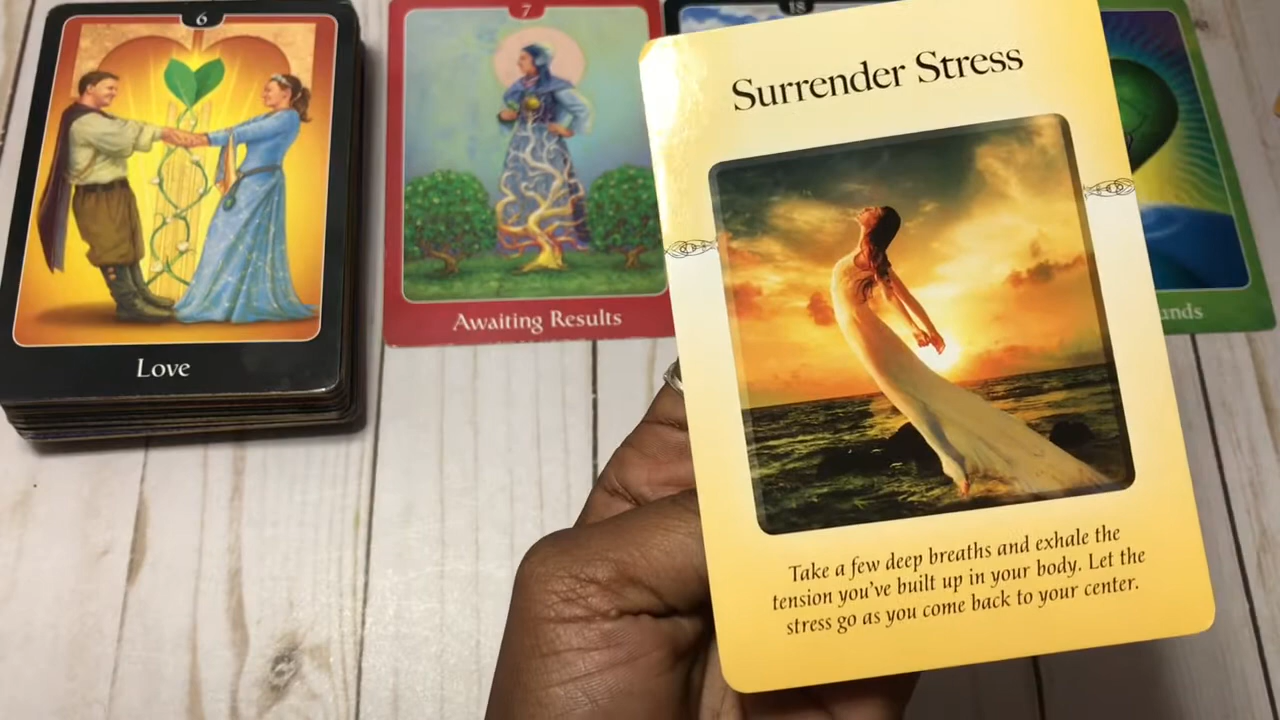 6
Love
7
Awaiting Results
18
unds
Surrender Stress
Take a few deep breaths and exhale the
tension you've built up in your body. Let the
stress go as you come back to your center.